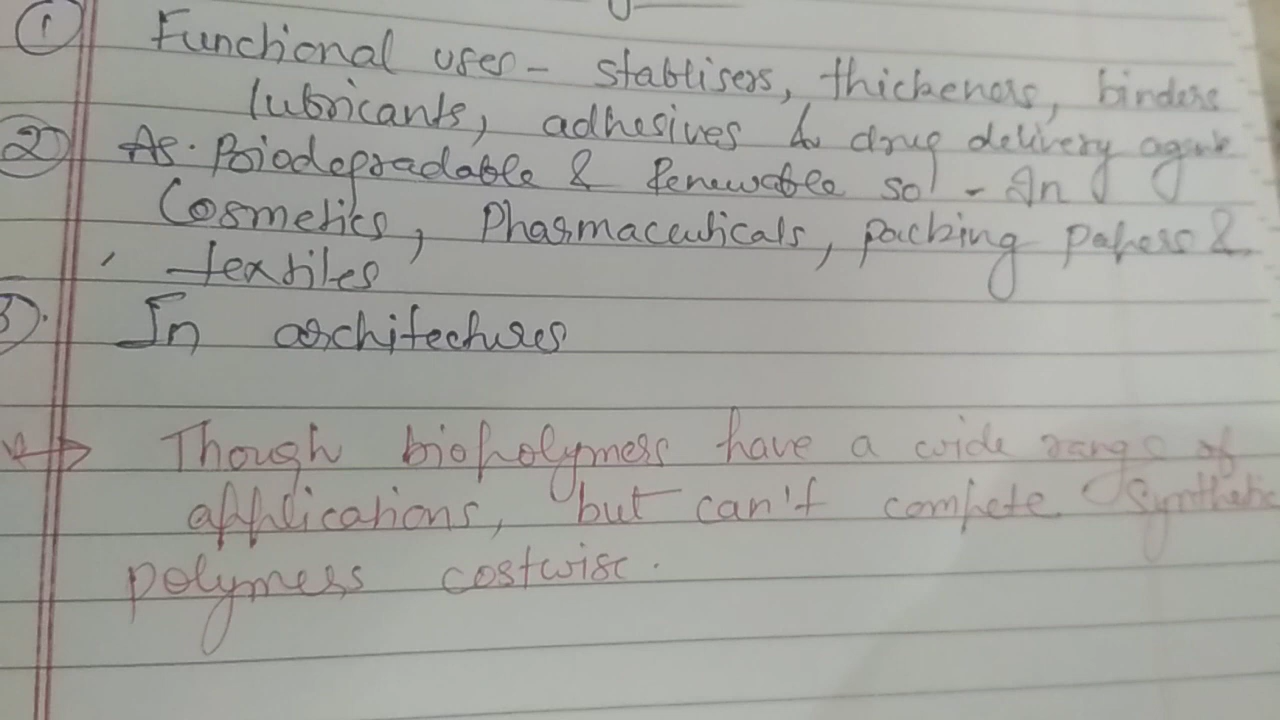 ① Functional uses - stablisers, thickeners, binders
lubricants, adhesives & drug delivery agent
② As Biodegradable & Renewable so - In
Cosmetics, Pharmaceuticals, packing papers &
textiles
3). In architectures
Though biopolymers have a wide range of
applications, but can't compete synthetic
polymers costwise.